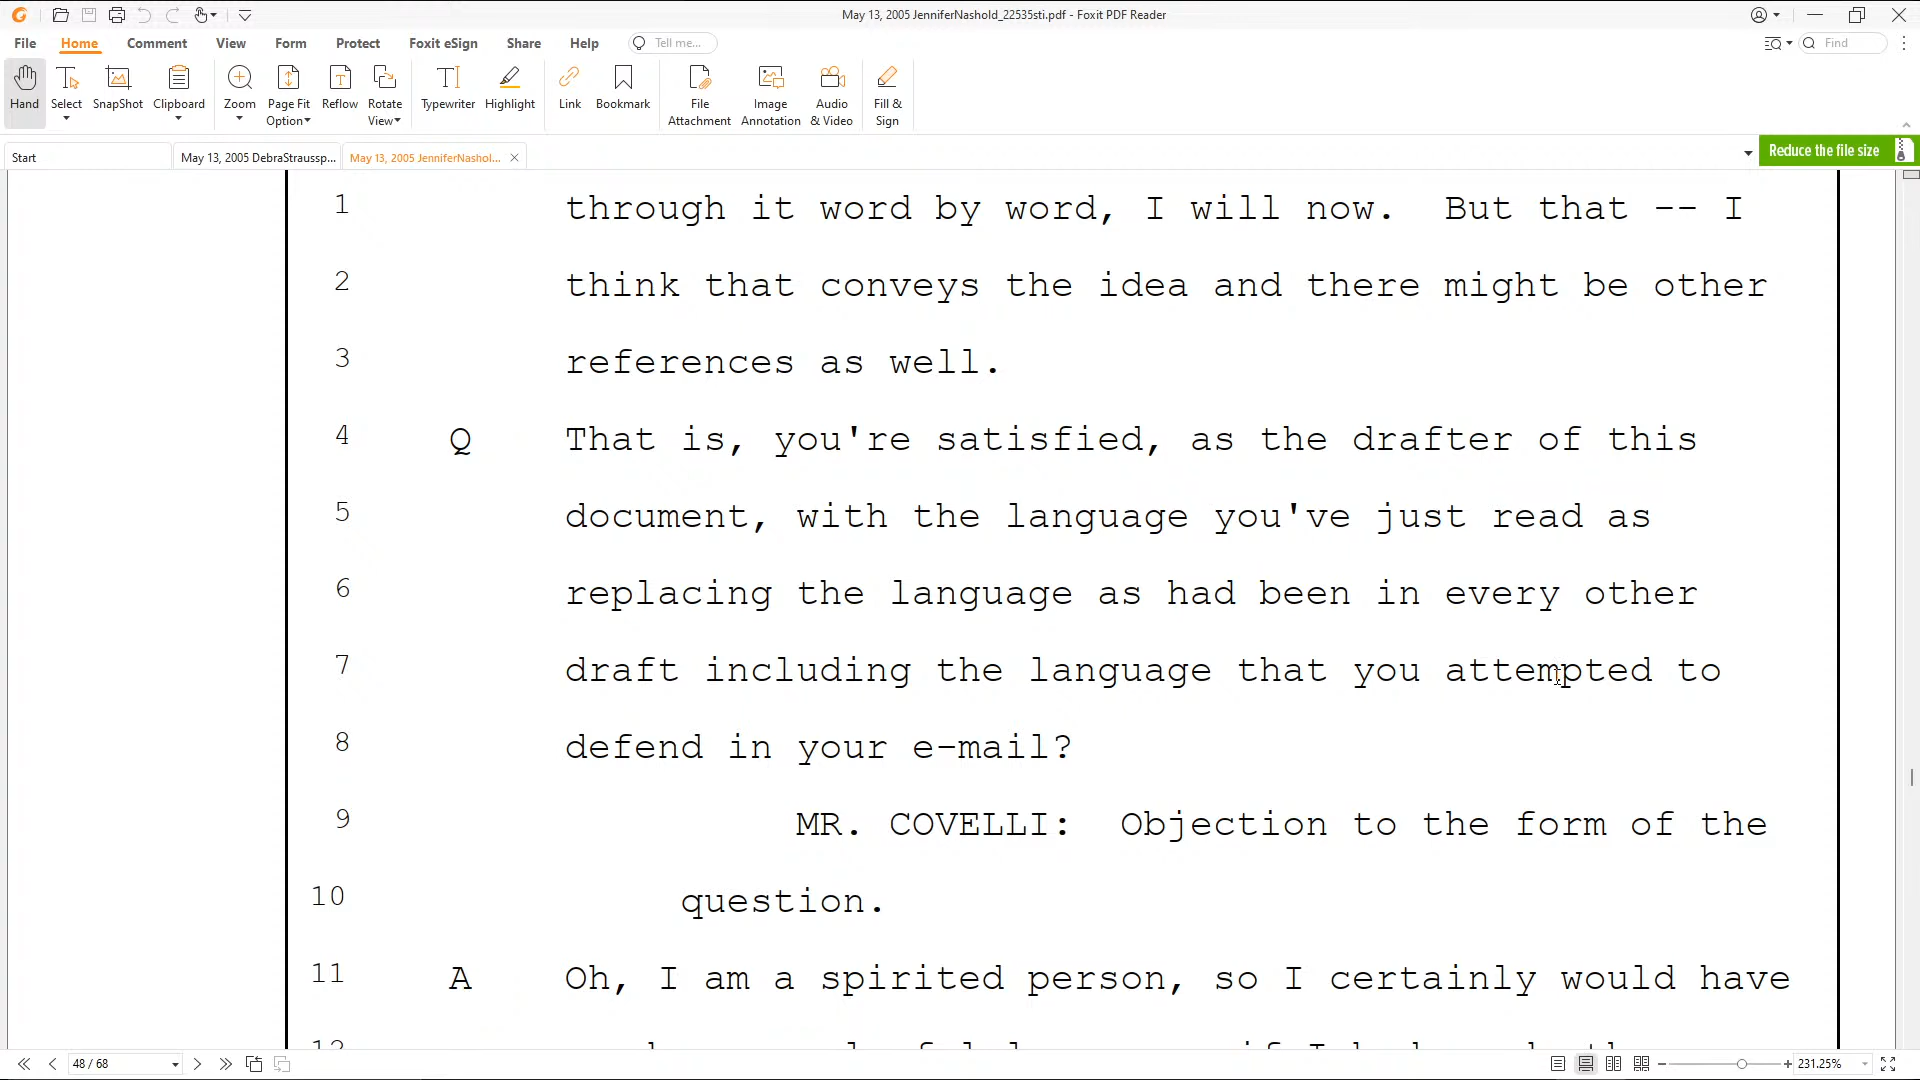 May 13, 2005 JenniferNashold_22535sti.pdf - Foxit PDF Reader
File Home Comment View Form Protect Foxit eSign Share Help Tell me... Find
Hand Select SnapShot Clipboard Zoom Page Fit Option Reflow Rotate View Typewriter Highlight Link Bookmark File Attachment Image Annotation Audio & Video Fill & Sign
Start May 13, 2005 DebraStraussp... May 13, 2005 JenniferNashol... Reduce the file size
1 through it word by word, I will now. But that -- I
2 think that conveys the idea and there might be other
3 references as well.
4 Q That is, you're satisfied, as the drafter of this
5 document, with the language you've just read as
6 replacing the language as had been in every other
7 draft including the language that you attempted to
8 defend in your e-mail?
9 MR. COVELLI: Objection to the form of the
10 question.
11 A Oh, I am a spirited person, so I certainly would have
48 / 68 231.25%